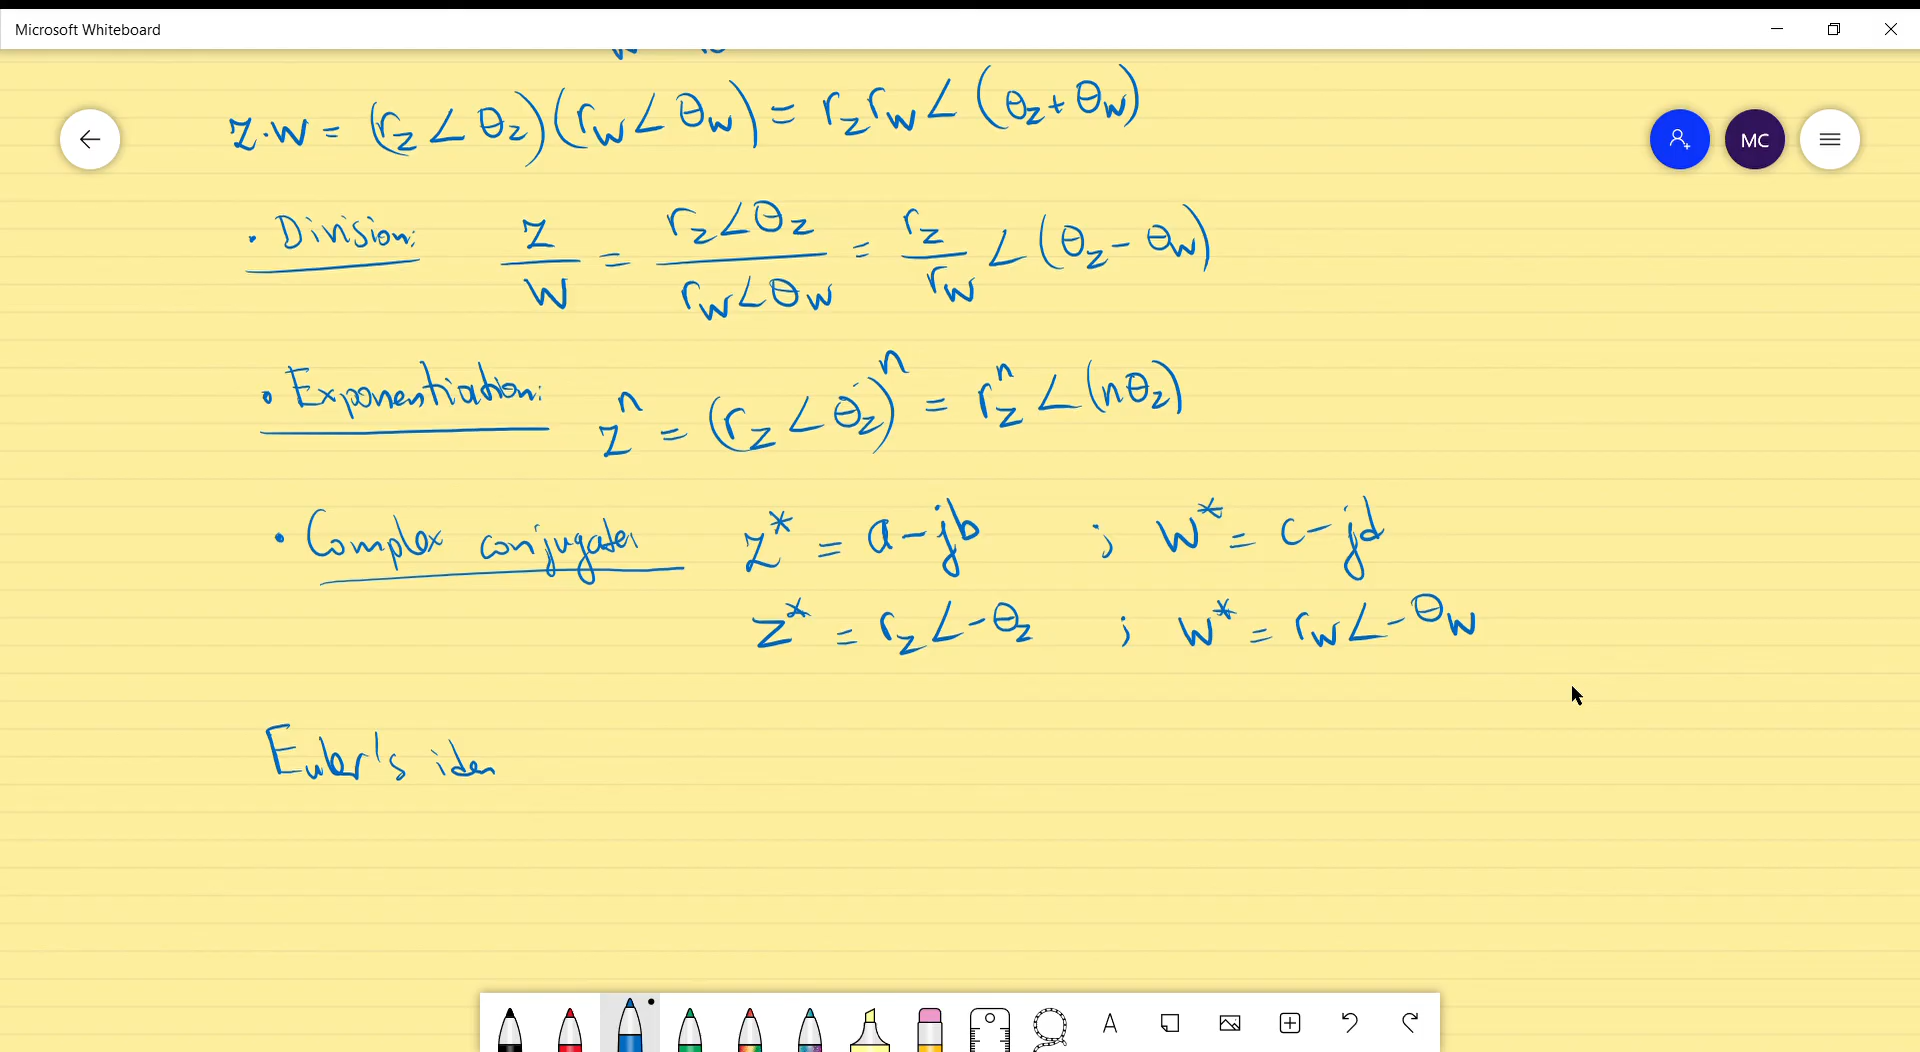 Microsoft Whiteboard
z·w = (r_z ∠ θ_z)(r_w ∠ θ_w) = r_z r_w ∠ (θ_z + θ_w)
MC
· Division: z/w = r_z∠θ_z / r_w∠θ_w = r_z/r_w ∠ (θ_z - θ_w)
· Exponentiation: z^n = (r_z ∠ θ_z)^n = r_z^n ∠ (nθ_z)
· Complex conjugate: z* = a - jb ; w* = c - jd
z* = r_z ∠ -θ_z ; w* = r_w ∠ -θ_w
Euler's iden
A